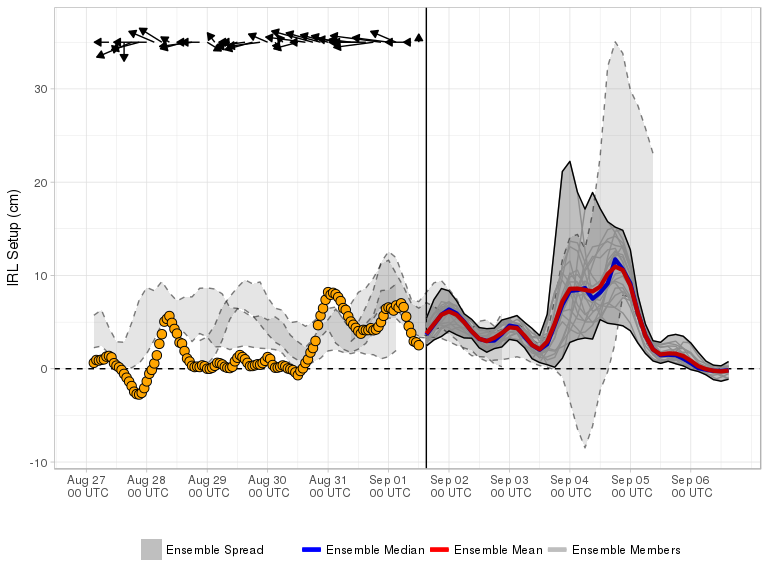 IRL Setup (cm)
30
20
10
0
-10
Aug 27 Aug 28 Aug 29 Aug 30 Aug 31 Sep 01 Sep 02 Sep 03 Sep 04 Sep 05 Sep 06
00 UTC 00 UTC 00 UTC 00 UTC 00 UTC 00 UTC 00 UTC 00 UTC 00 UTC 00 UTC 00 UTC
Ensemble Spread Ensemble Median Ensemble Mean Ensemble Members